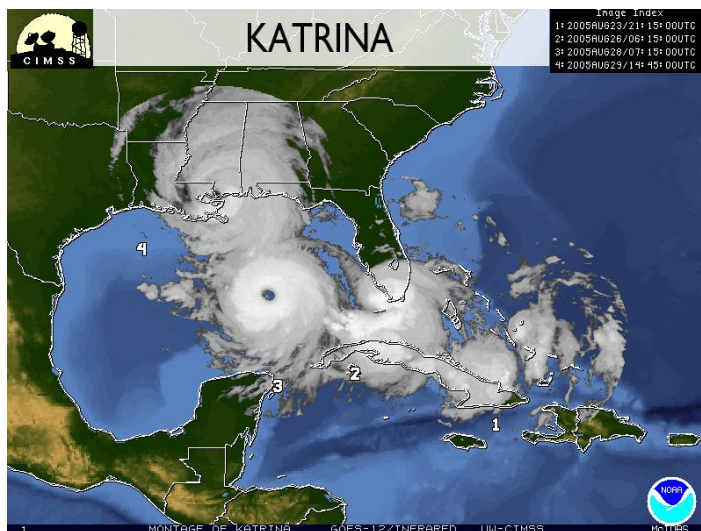 KATRINA
CIMSS
Image Index
1: 2005AUG23/21:15:00UTC
2: 2005AUG26/06:15:00UTC
3: 2005AUG28/07:15:00UTC
4: 2005AUG29/14:45:00UTC
4
3
2
1
NOAA
1 MONTAGE OF KATRINA GOES-12/INFRARED UW-CIMSS McIDAS